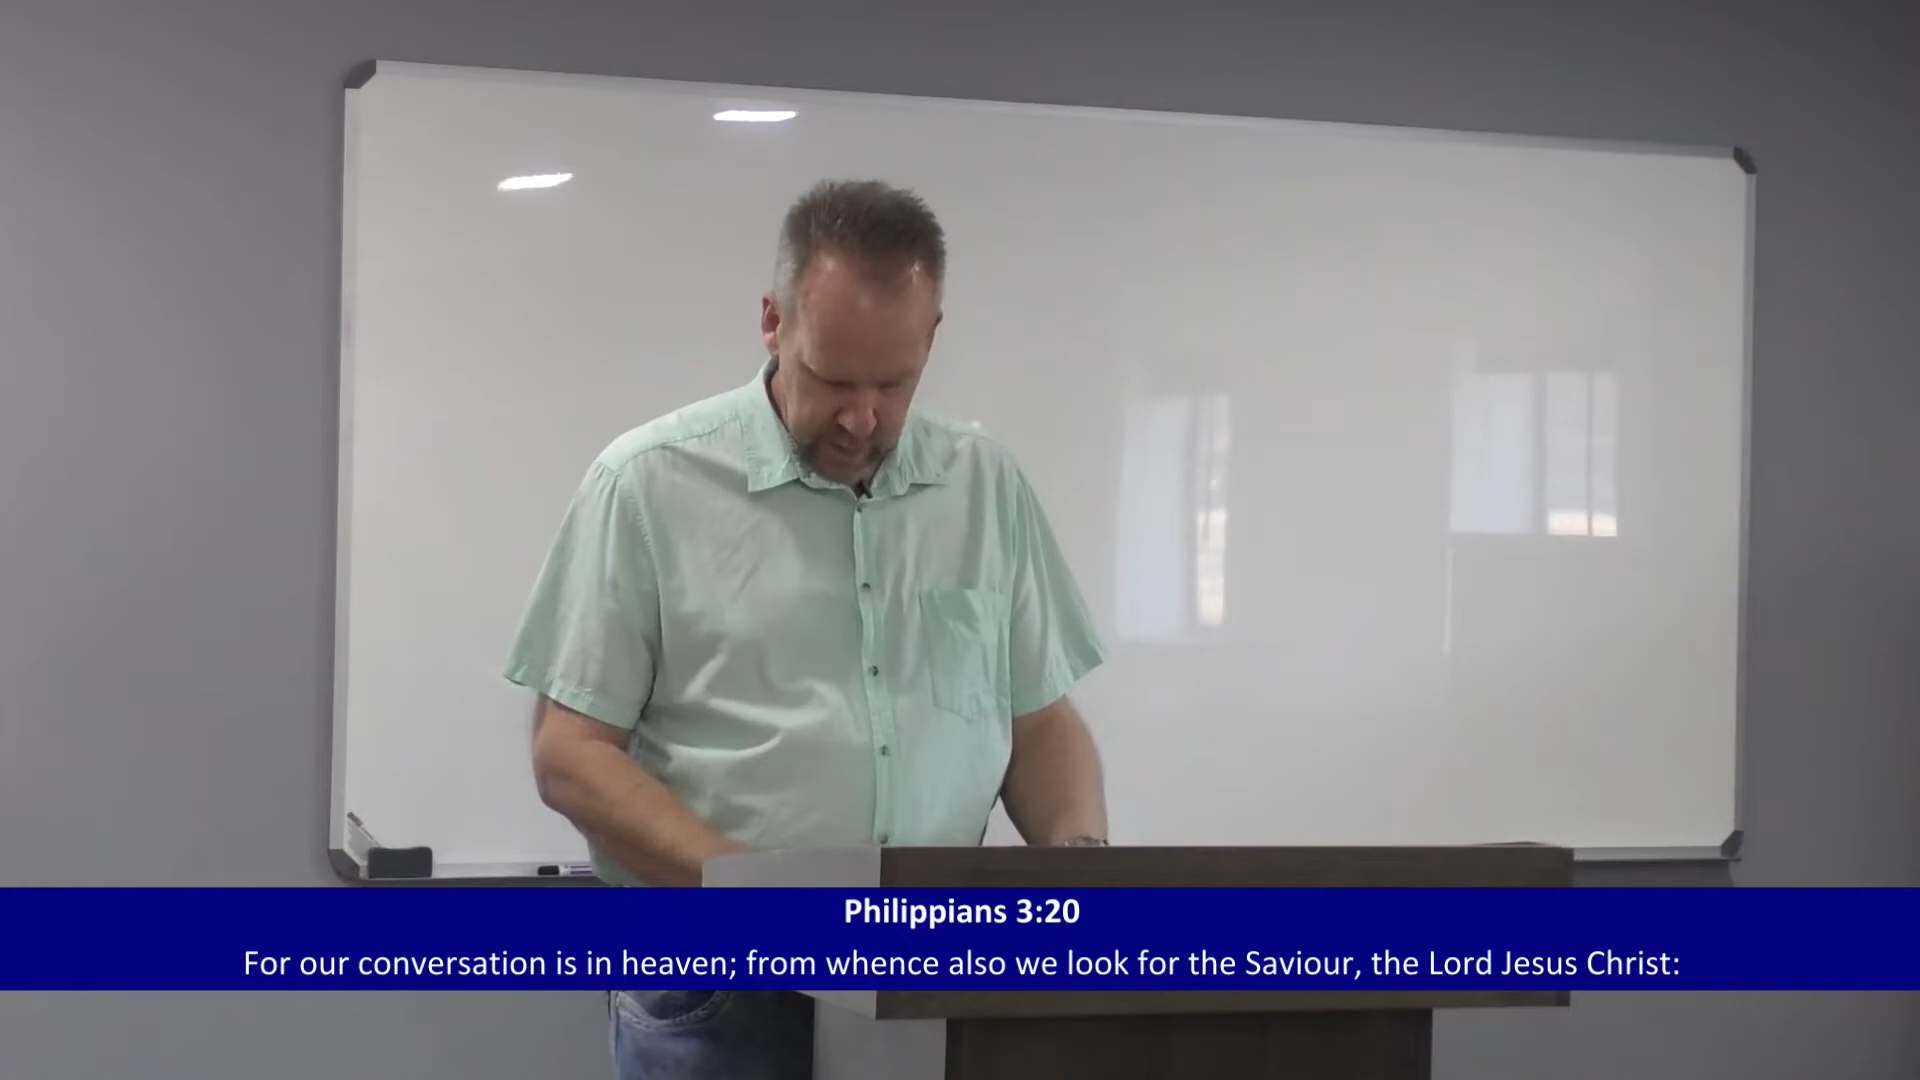 Philippians 3:20
For our conversation is in heaven; from whence also we look for the Saviour, the Lord Jesus Christ: